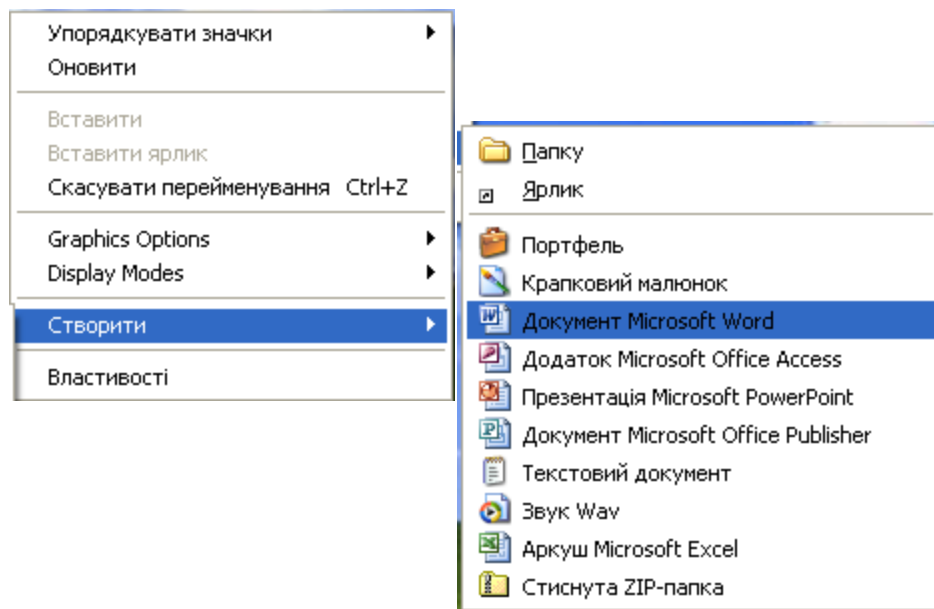 Упорядкувати значки
Оновити
Вставити
Вставити ярлик
Скасувати перейменування Ctrl+Z
Graphics Options
Display Modes
Створити
Властивості
Папку
Ярлик
Портфель
Крапковий малюнок
Документ Microsoft Word
Додаток Microsoft Office Access
Презентація Microsoft PowerPoint
Документ Microsoft Office Publisher
Текстовий документ
Звук Wav
Аркуш Microsoft Excel
Стиснута ZIP-папка